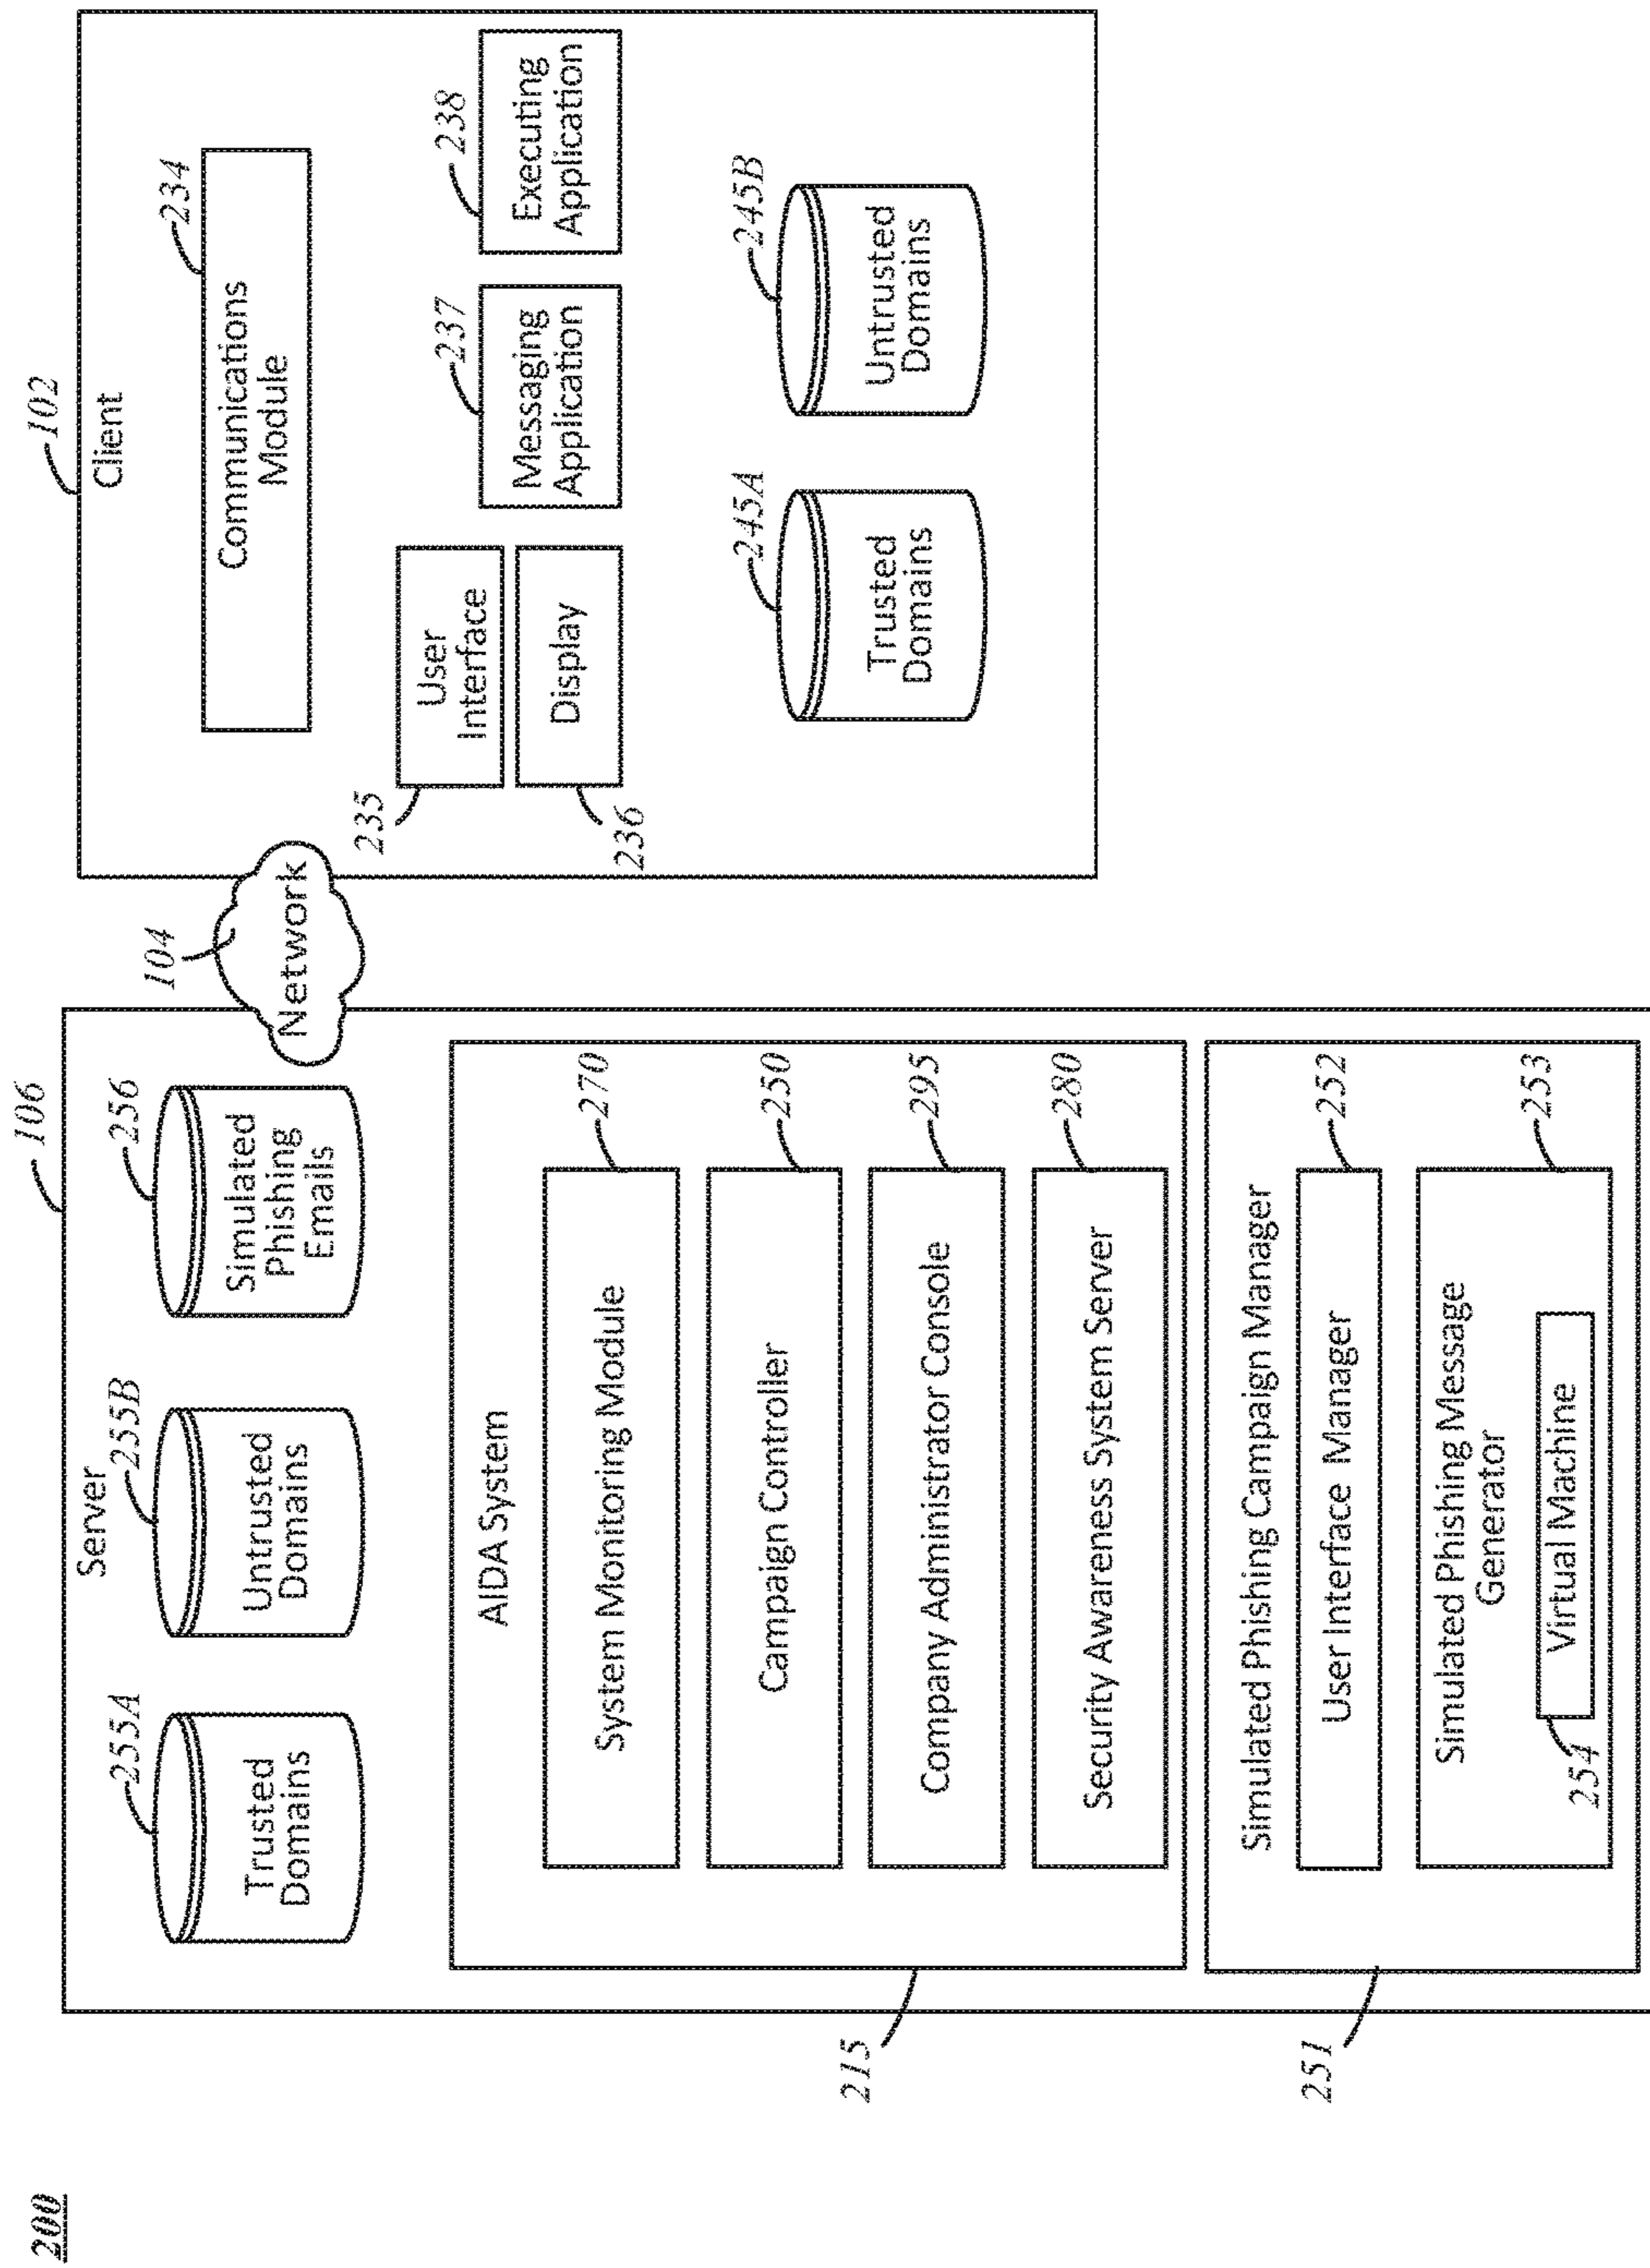 200
106
Server
255A
Trusted
Domains
255B
Untrusted
Domains
256
Simulated
Phishing
Emails
AIDA System
System Monitoring Module
270
Campaign Controller
250
Company Administrator Console
295
Security Awareness System Server
280
215
Simulated Phishing Campaign Manager
User Interface Manager
252
Simulated Phishing Message
Generator
253
Virtual Machine
254
251
104
Network
102
Client
234
Communications
Module
User
Interface
235
Display
236
237
Messaging
Application
238
Executing
Application
245A
Trusted
Domains
245B
Untrusted
Domains